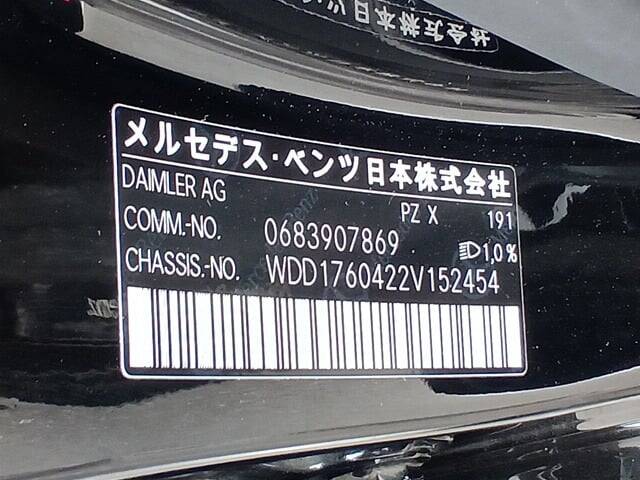 メルセデス・ベンツ日本株式会社
DAIMLER AG
PZ X 191
COMM.-NO. 0683907869
1,0%
CHASSIS.-NO. WDD1760422V152454